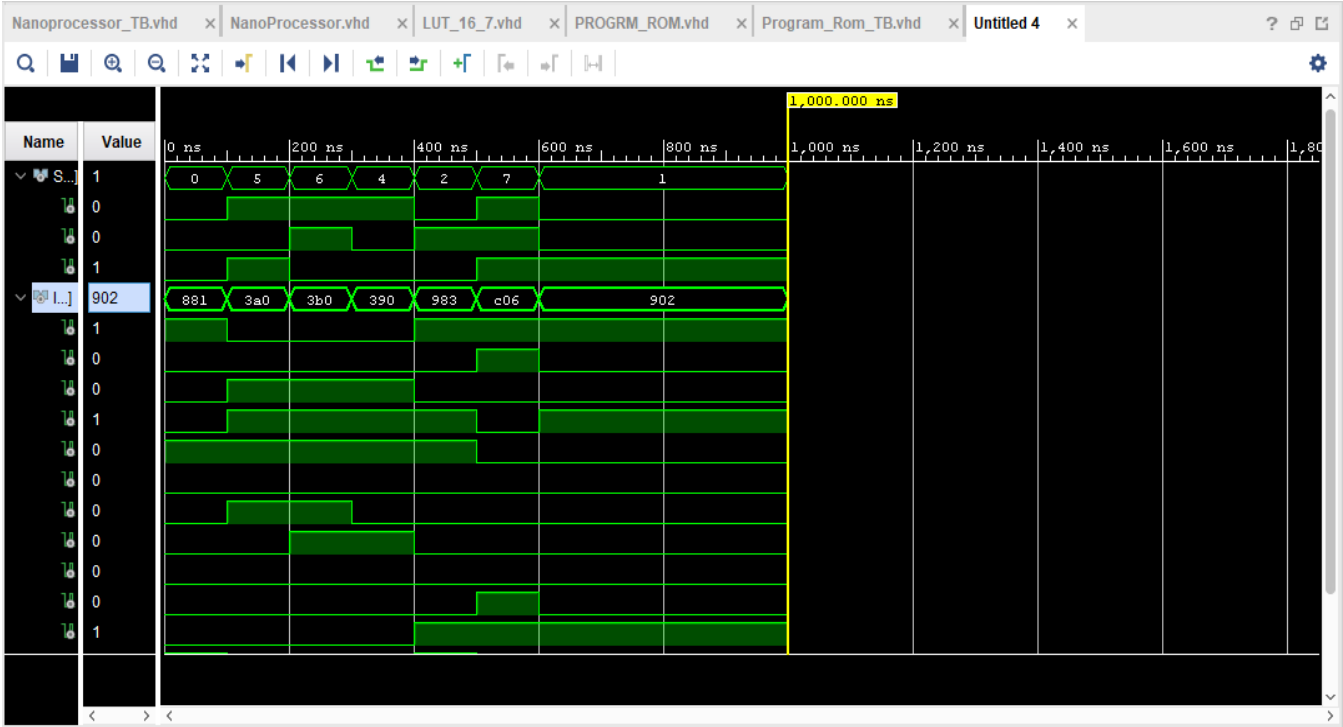 Nanoprocessor_TB.vhd × NanoProcessor.vhd × LUT_16_7.vhd × PROGRM_ROM.vhd × Program_Rom_TB.vhd × Untitled 4 × ?
1,000.000 ns
Name Value 0 ns 200 ns 400 ns 600 ns 800 ns 1,000 ns 1,200 ns 1,400 ns 1,600 ns 1,80
S...] 1 0 5 6 4 2 7 1
0
0
1
I...] 902 881 3a0 3b0 390 983 c06 902
1
0
0
1
0
0
0
0
0
0
1